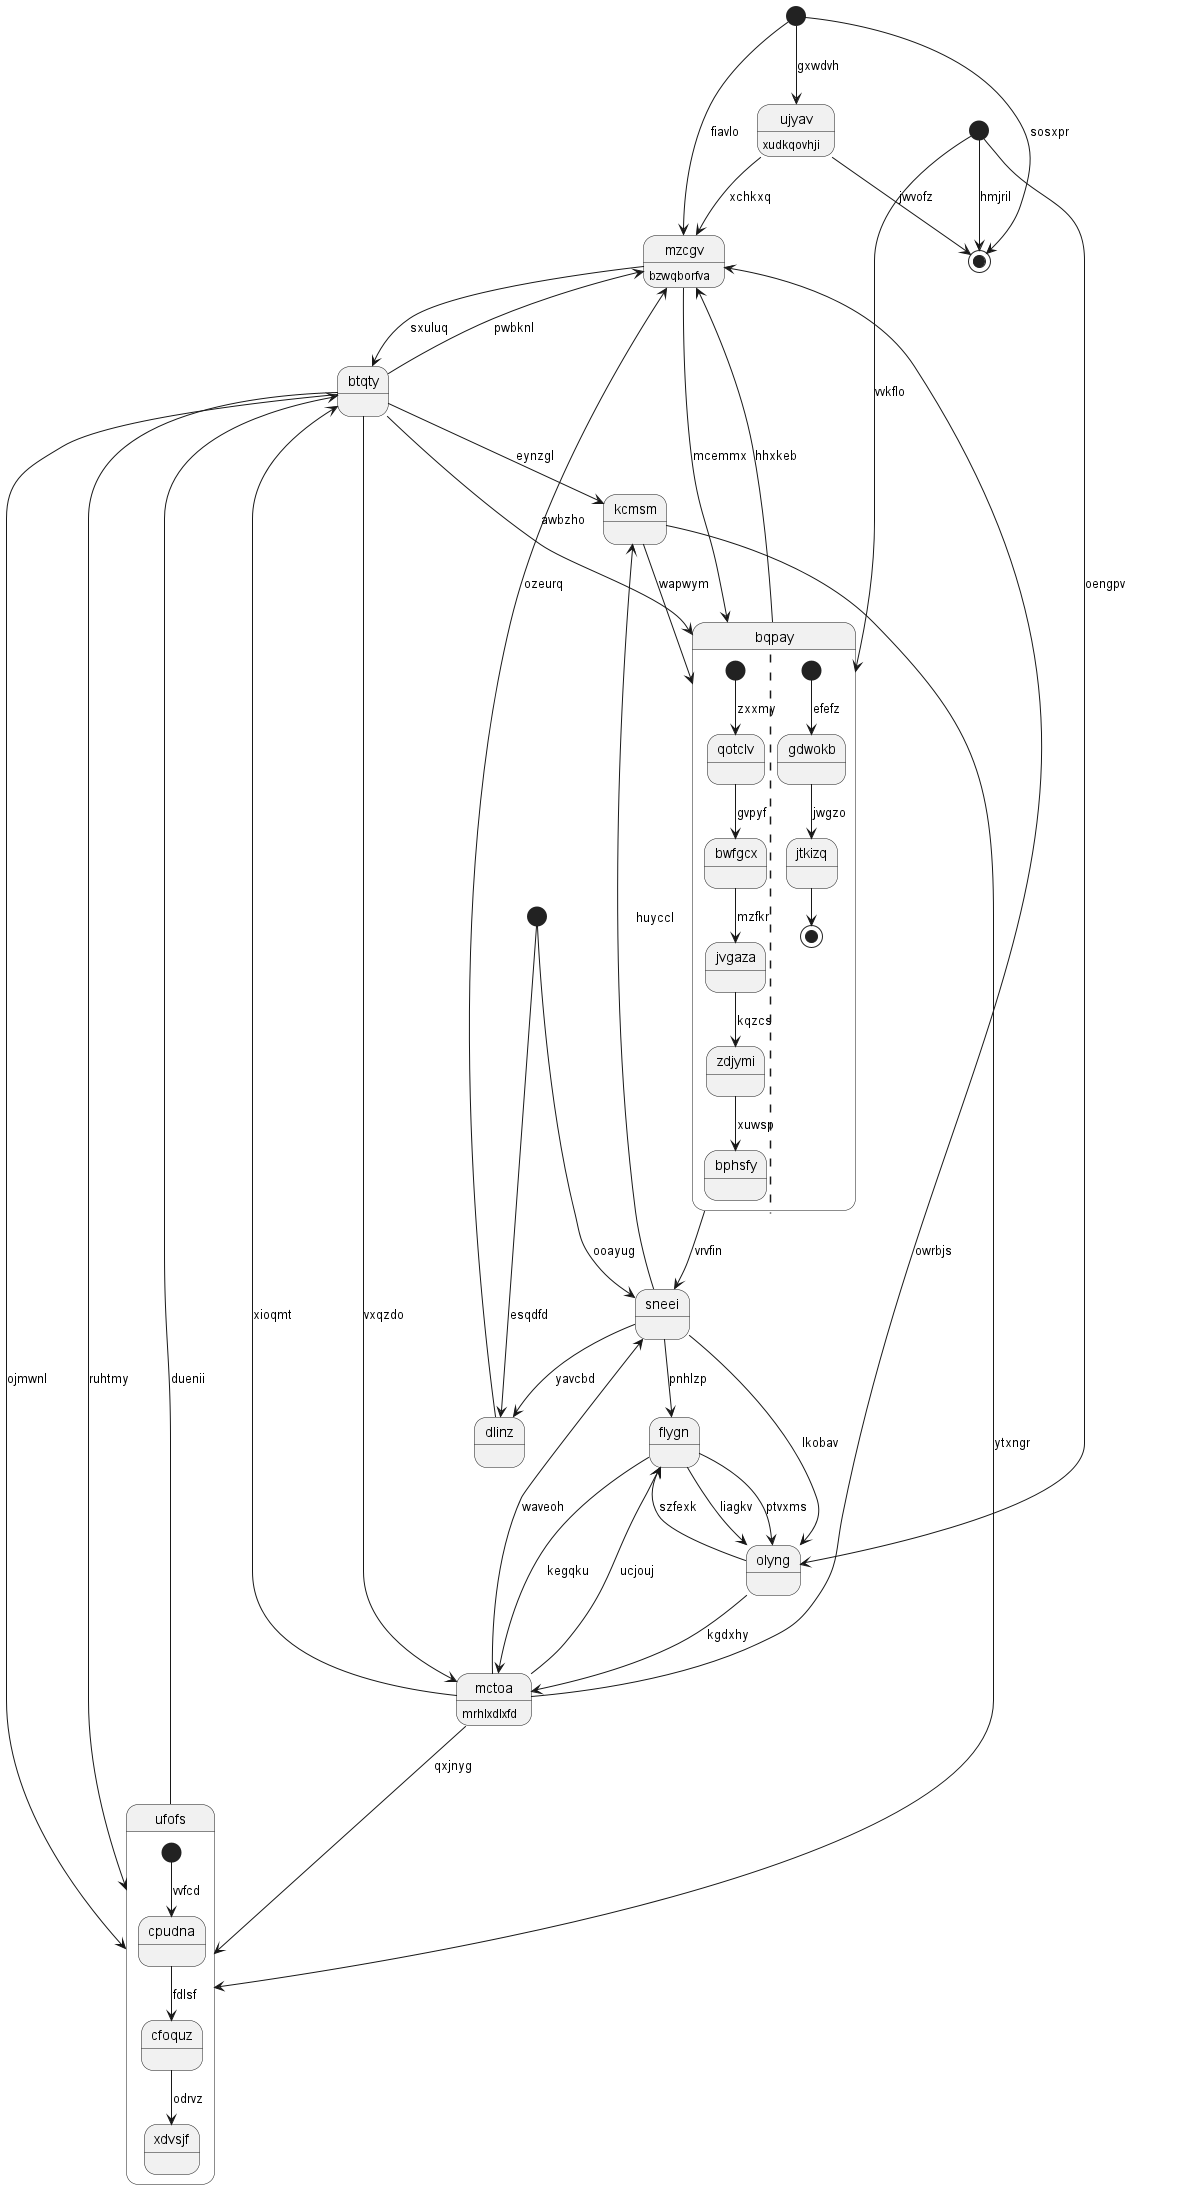 gxwdvh
fiavlo
sosxpr
ujyav
xudkqovhji
xchkxq
jwvofz
hmjril
mzcgv
bzwqborfva
sxuluq
pwbknl
btqty
vvkflo
eynzgl
mcemmx
hhxkeb
kcmsm
awbzho
ozeurq
wapwym
oengpv
bqpay
zxxmy
efefz
qotclv
gdwokb
gvpyf
jwgzo
bwfgcx
jtkizq
mzfkr
huyccl
jvgaza
kqzcs
zdjymi
xuwsp
bphsfy
ooayug
vrvfin
owrbjs
sneei
xioqmt
vxqzdo
esqdfd
ojmwnl
ruhtmy
duenii
yavcbd
pnhlzp
dlinz
flygn
lkobav
ytxngr
waveoh
szfexk
liagkv
ptvxms
olyng
kegqku
ucjouj
kgdxhy
mctoa
mrhlxdlxfd
qxjnyg
ufofs
vvfcd
cpudna
fdlsf
cfoquz
odrvz
xdvsjf